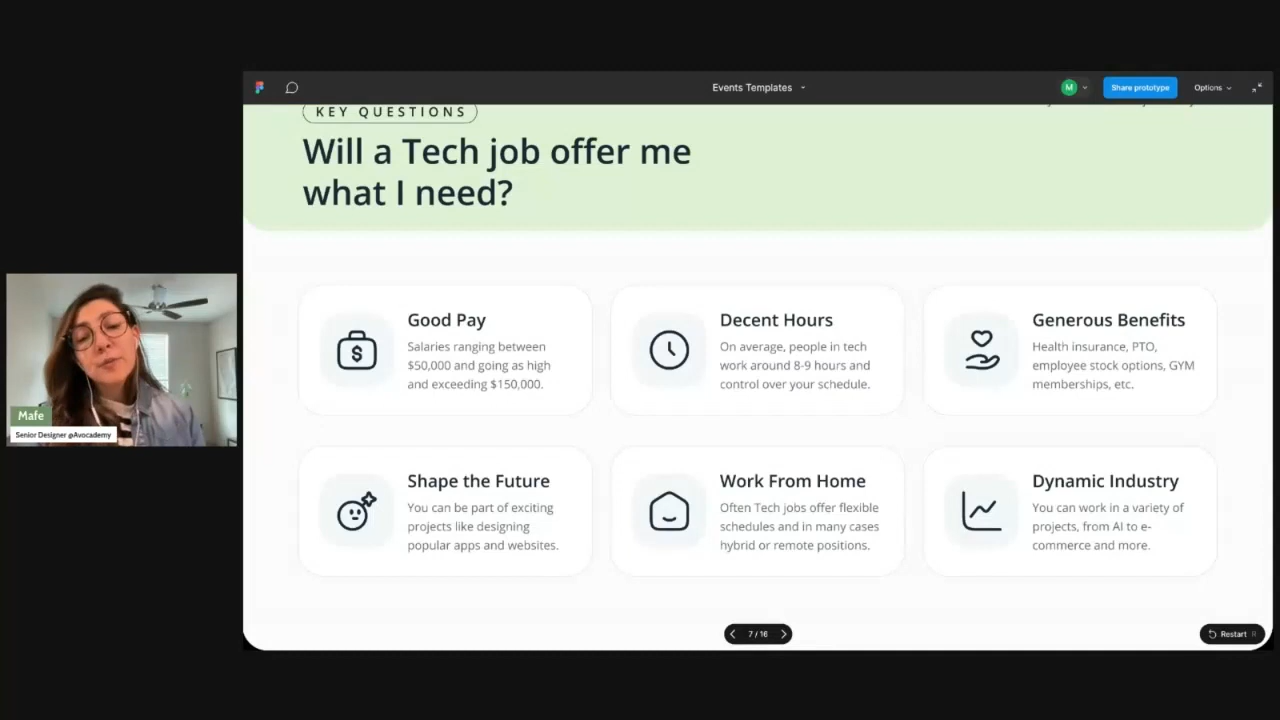 Events Templates
M
Share prototype
Options
KEY QUESTIONS
Will a Tech job offer me
what I need?
Good Pay
Salaries ranging between
$50,000 and going as high
and exceeding $150,000.
Decent Hours
On average, people in tech
work around 8-9 hours and
control over your schedule.
Generous Benefits
Health insurance, PTO,
employee stock options, GYM
memberships, etc.
Shape the Future
You can be part of exciting
projects like designing
popular apps and websites.
Work From Home
Often Tech jobs offer flexible
schedules and in many cases
hybrid or remote positions.
Dynamic Industry
You can work in a variety of
projects, from AI to e-
commerce and more.
Mafe
Senior Designer @Avocademy
7 / 16
Restart R